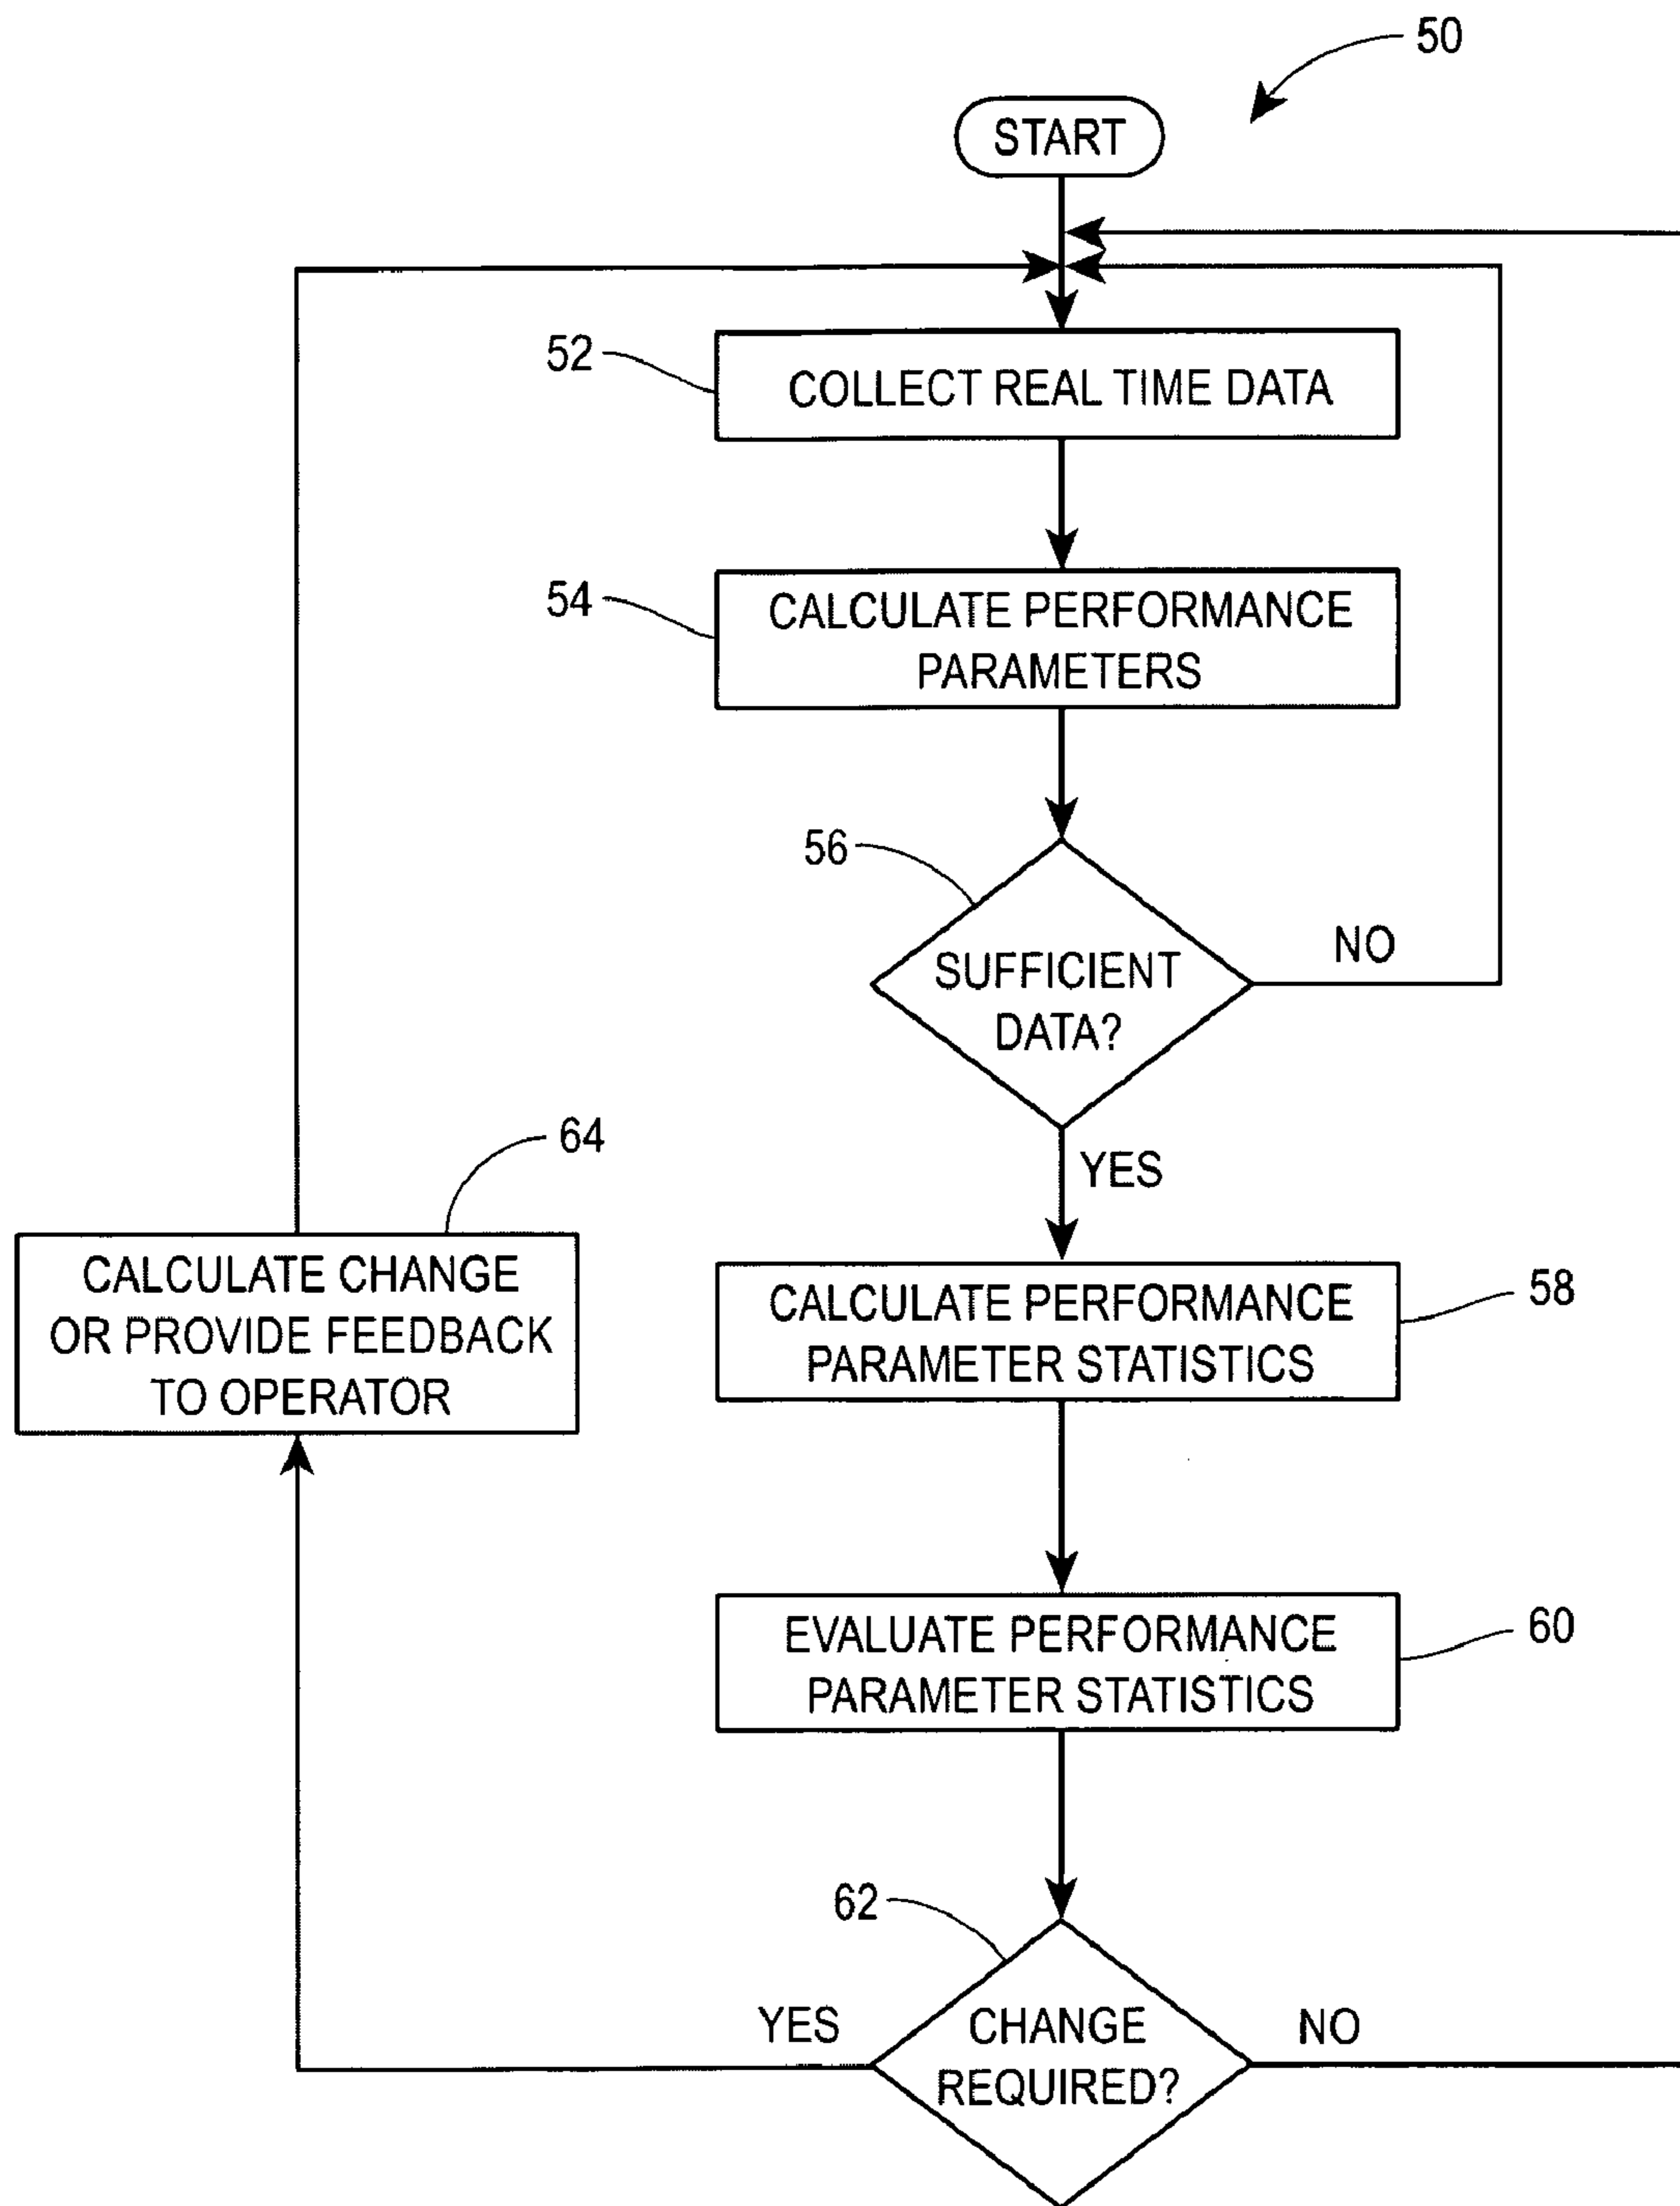 50
START
52
COLLECT REAL TIME DATA
54
CALCULATE PERFORMANCE
PARAMETERS
56
SUFFICIENT
DATA?
NO
YES
64
CALCULATE CHANGE
OR PROVIDE FEEDBACK
TO OPERATOR
58
CALCULATE PERFORMANCE
PARAMETER STATISTICS
60
EVALUATE PERFORMANCE
PARAMETER STATISTICS
62
YES
CHANGE
REQUIRED?
NO